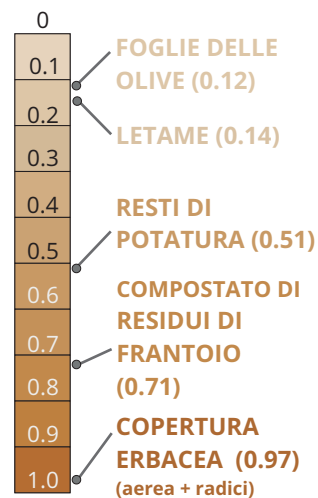 0
0.1
0.2
0.3
0.4
0.5
0.6
0.7
0.8
0.9
1.0
FOGLIE DELLE
OLIVE (0.12)
LETAME (0.14)
RESTI DI
POTATURA (0.51)
COMPOSTATO DI
RESIDUI DI
FRANTOIO
(0.71)
COPERTURA
ERBACEA (0.97)
(aerea + radici)